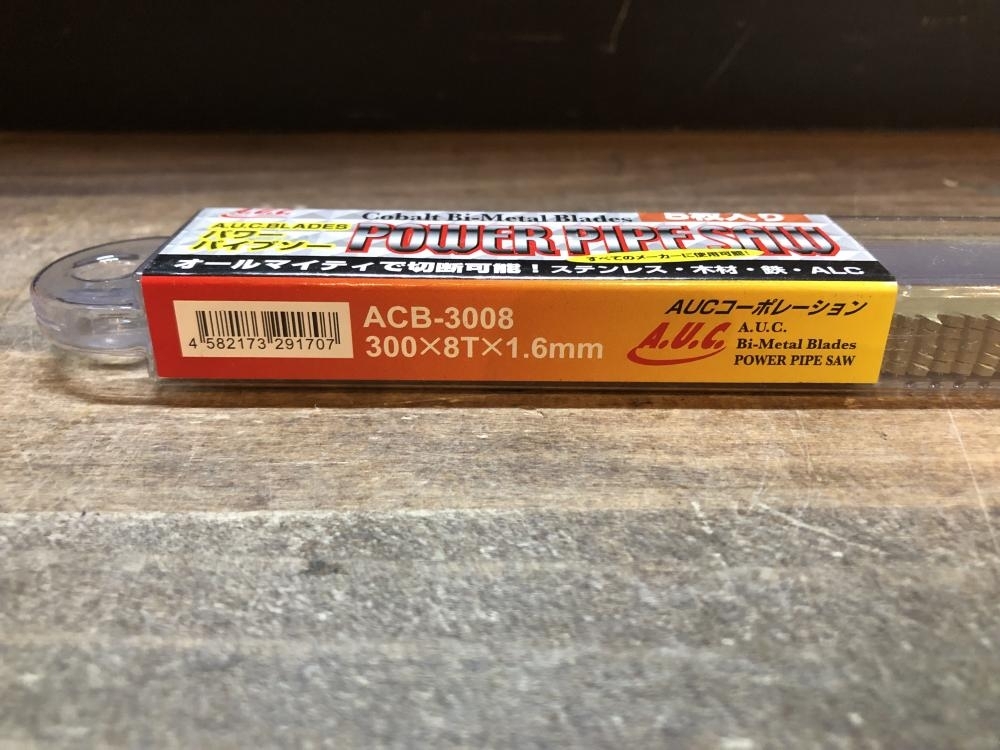 A.U.C.
Cobalt Bi-Metal Blades
5枚入り
A.U.C.BLADES
パワー
パイプソー
POWER PIPE SAW
すべてのメーカーに使用可能!
オールマイティで切断可能!ステンレス・木材・鉄・ALC
4 582173 291707
ACB-3008
300×8T×1.6mm
AUCコーポレーション
A.U.C.
A.U.C.
Bi-Metal Blades
POWER PIPE SAW